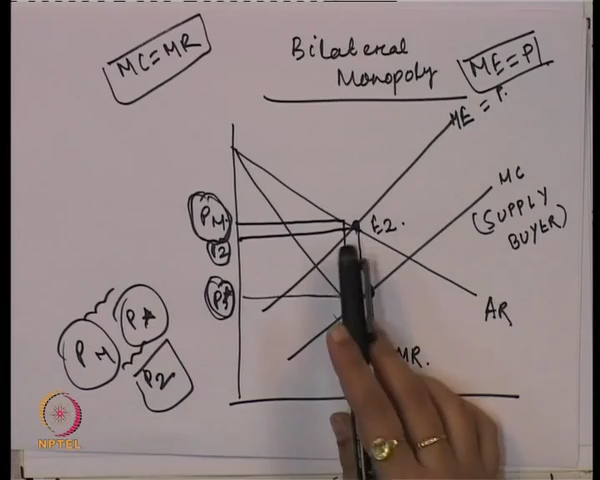 MC=MR
Bilateral
Monopoly
ME=P
ME=P.
MC
(SUPPLY
BUYER)
PM
E2.
P2
P*
AR
MR.
PM
P*
P2
NPTEL